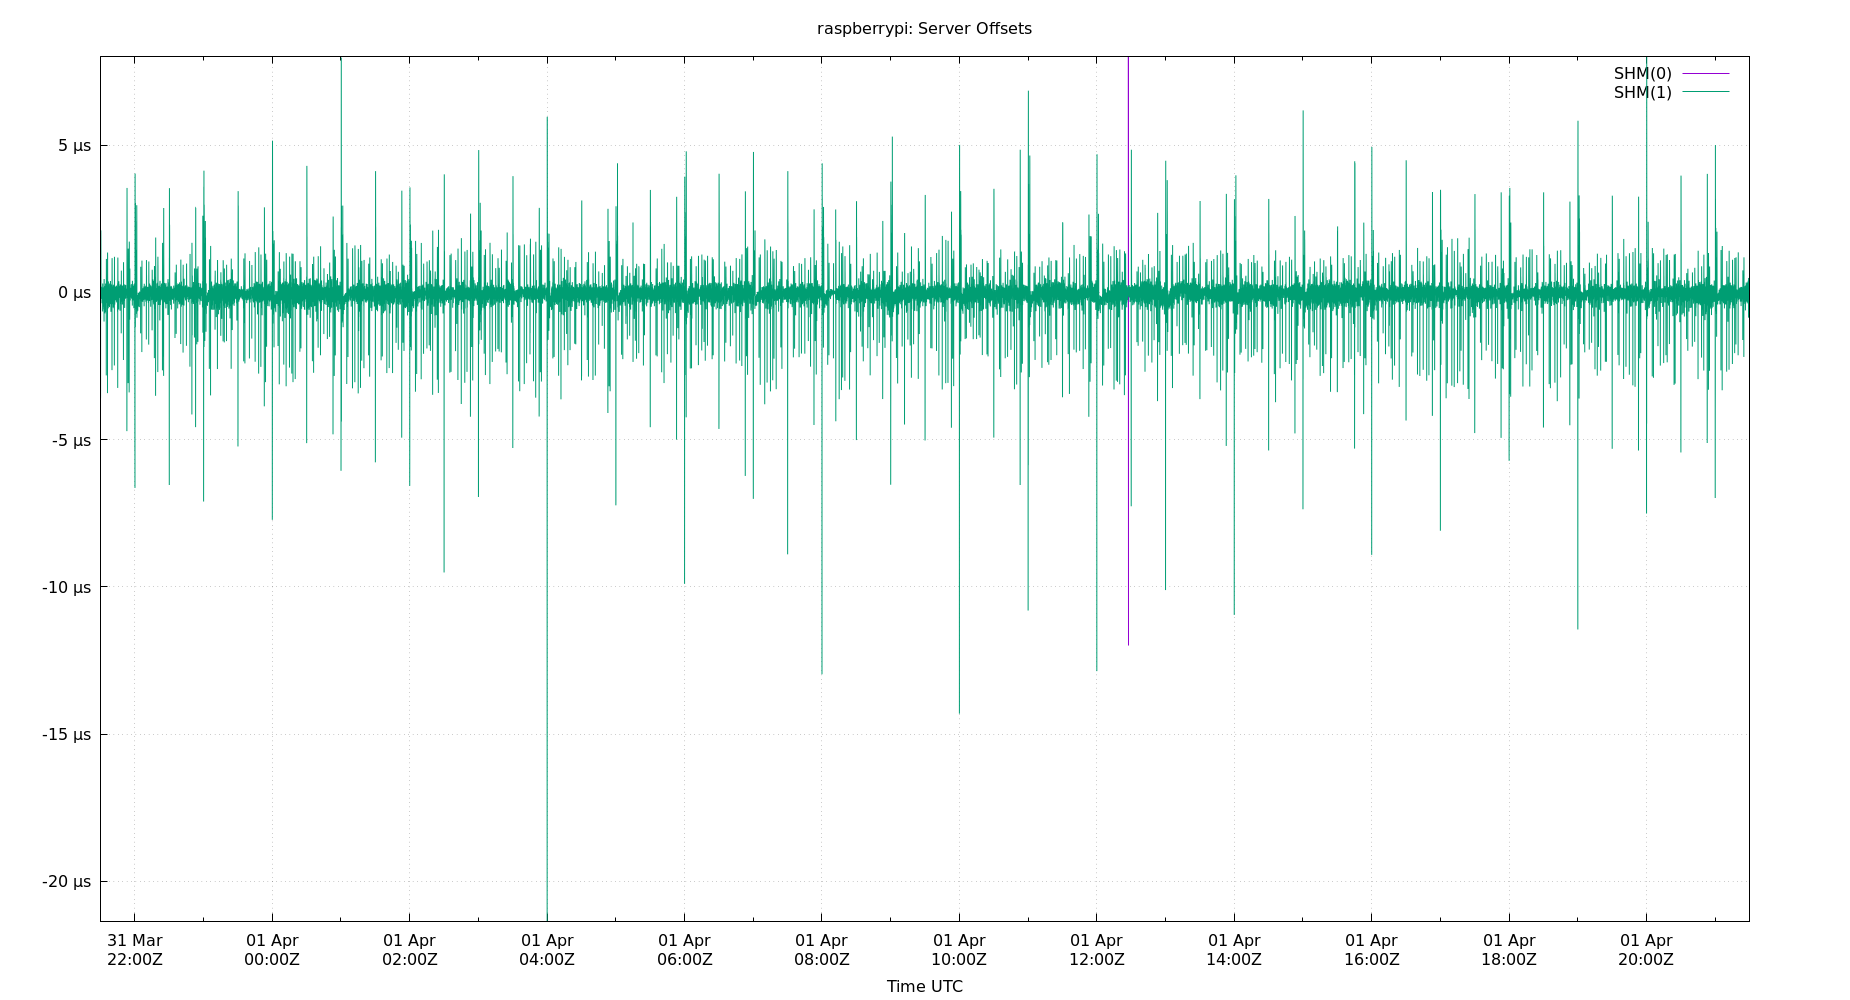 raspberrypi: Server Offsets
SHM(0)
SHM(1)
5 µs
0 µs
-5 µs
-10 µs
-15 µs
-20 µs
31 Mar 01 Apr 01 Apr 01 Apr 01 Apr 01 Apr 01 Apr 01 Apr 01 Apr 01 Apr 01 Apr 01 Apr
22:00Z 00:00Z 02:00Z 04:00Z 06:00Z 08:00Z 10:00Z 12:00Z 14:00Z 16:00Z 18:00Z 20:00Z
Time UTC